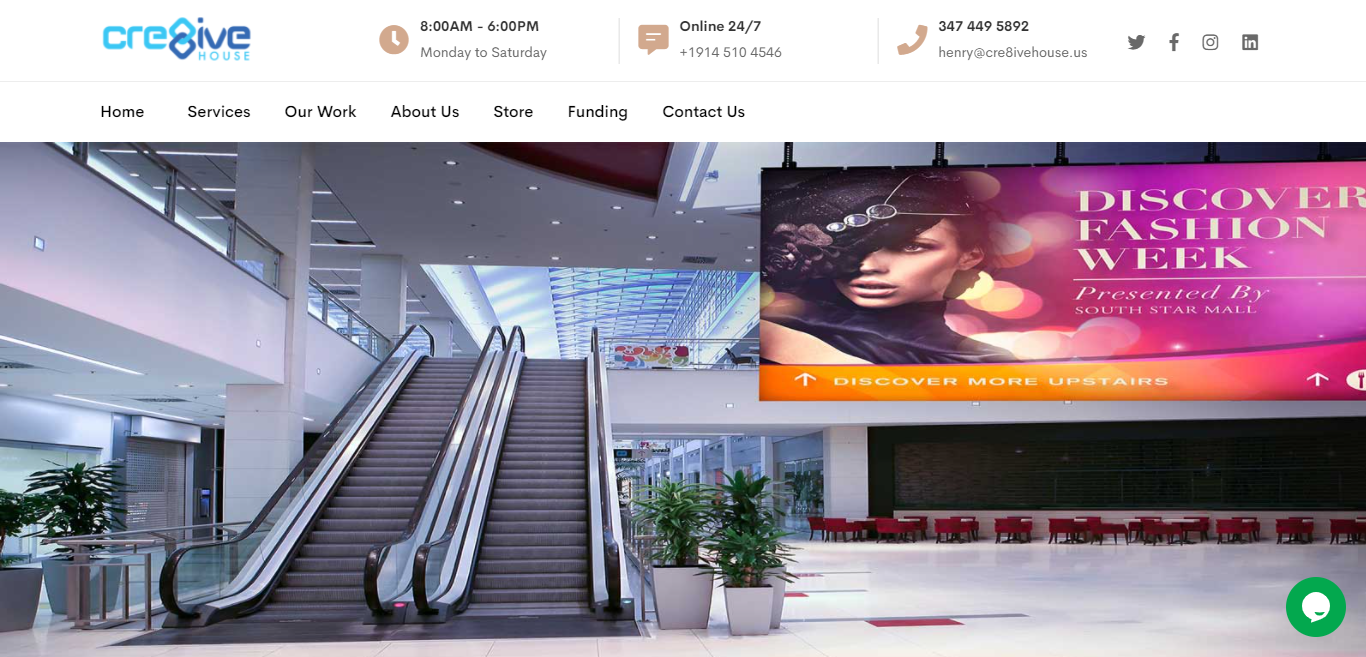 cre8ive
HOUSE
8:00AM - 6:00PM
Monday to Saturday
Online 24/7
+1914 510 4546
347 449 5892
henry@cre8ivehouse.us
Home
Services
Our Work
About Us
Store
Funding
Contact Us
DISCOVER
FASHION
WEEK
Presented By
SOUTH STAR MALL
DISCOVER MORE UPSTAIRS